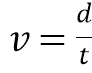 v = d/t